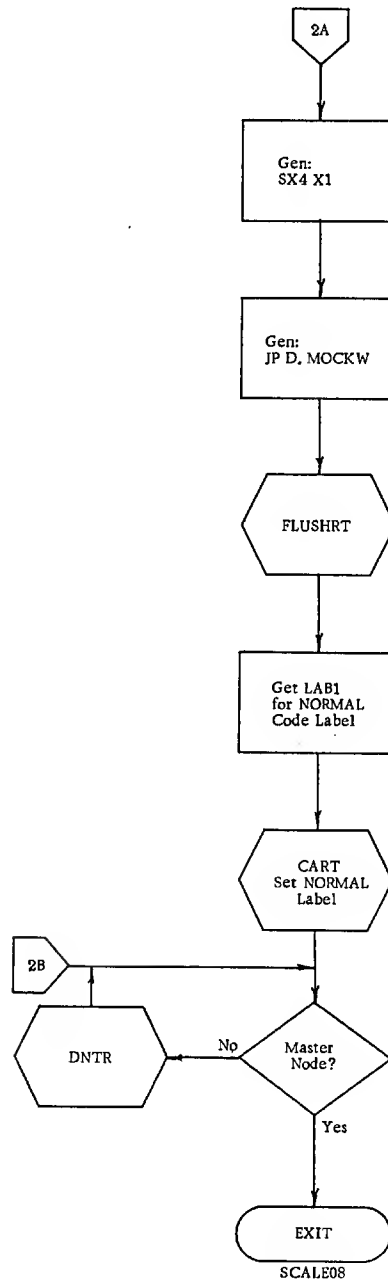 2A
Gen:
SX4 X1
Gen:
JP D. MOCKW
FLUSHRT
Get LAB1
for NORMAL
Code Label
CART
Set NORMAL
Label
2B
DNTR
No
Master
Node?
Yes
EXIT
SCALE08